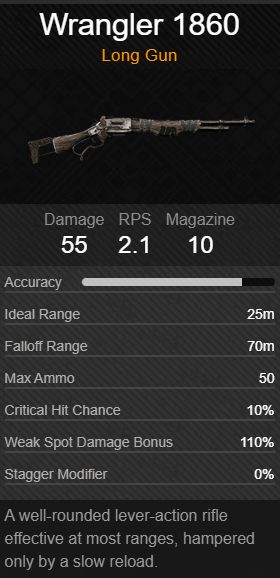 Wrangler 1860
Long Gun
Damage RPS Magazine
55 2.1 10
Accuracy
Ideal Range 25m
Falloff Range 70m
Max Ammo 50
Critical Hit Chance 10%
Weak Spot Damage Bonus 110%
Stagger Modifier 0%
A well-rounded lever-action rifle
effective at most ranges, hampered
only by a slow reload.